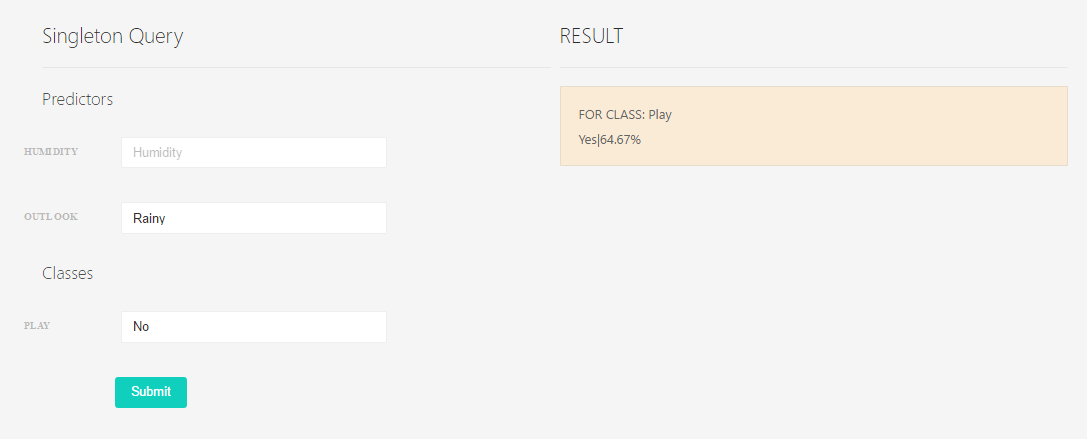 Singleton Query
Predictors
HUMIDITY
Humidity
OUTLOOK
Rainy
Classes
PLAY
No
Submit
RESULT
FOR CLASS: Play
Yes|64.67%